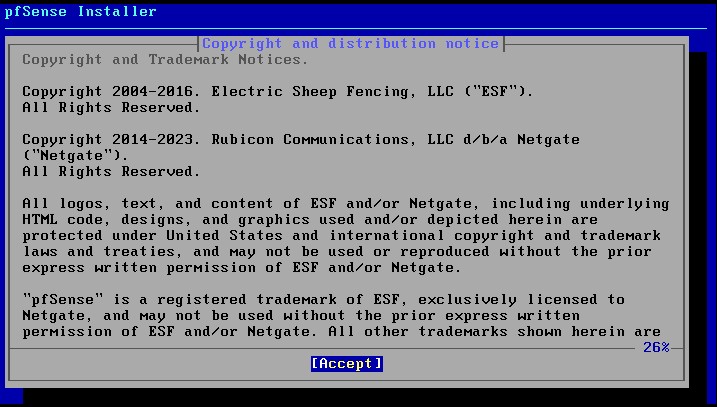 pfSense Installer
Copyright and distribution notice
Copyright and Trademark Notices.
Copyright 2004-2016. Electric Sheep Fencing, LLC ("ESF").
All Rights Reserved.
Copyright 2014-2023. Rubicon Communications, LLC d/b/a Netgate
("Netgate").
All Rights Reserved.
All logos, text, and content of ESF and/or Netgate, including underlying
HTML code, designs, and graphics used and/or depicted herein are
protected under United States and international copyright and trademark
laws and treaties, and may not be used or reproduced without the prior
express written permission of ESF and/or Netgate.
"pfSense" is a registered trademark of ESF, exclusively licensed to
Netgate, and may not be used without the prior express written
permission of ESF and/or Netgate. All other trademarks shown herein are
26%
[Accept]